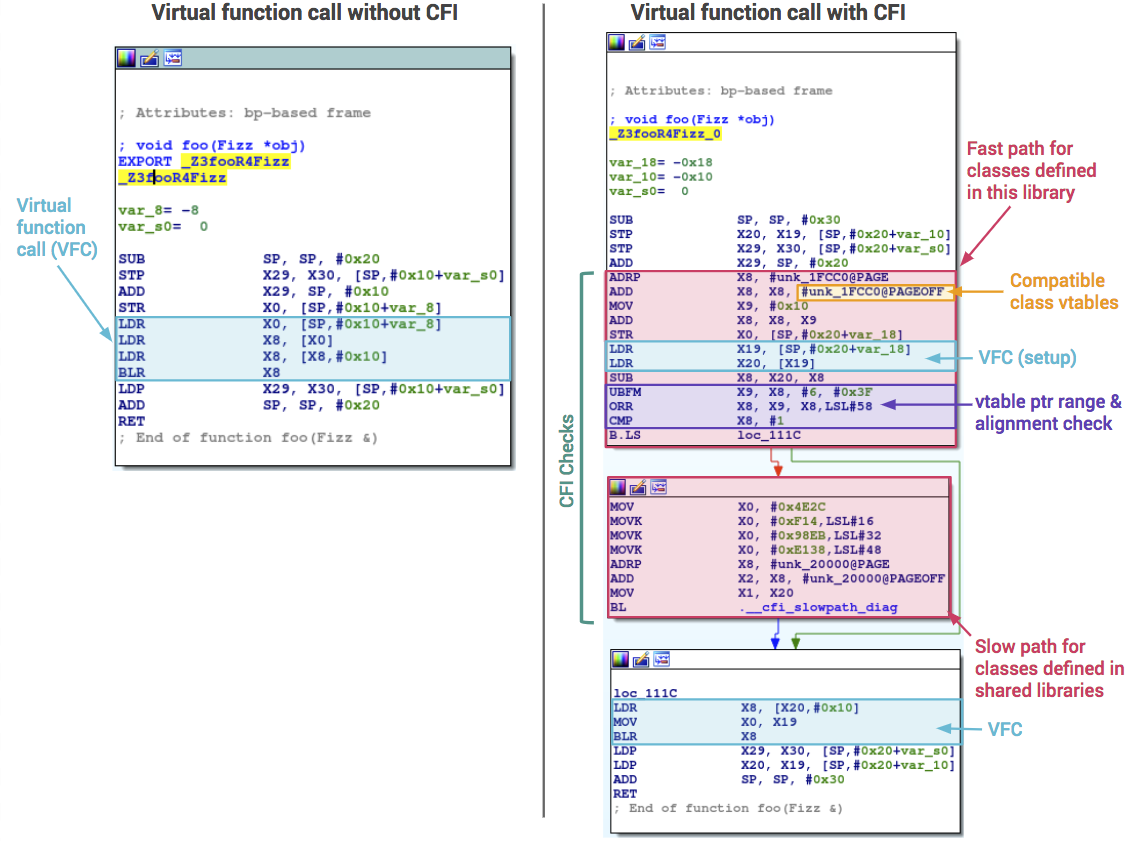 Virtual function call without CFI
; Attributes: bp-based frame
; void foo(Fizz *obj)
EXPORT _Z3fooR4Fizz
_Z3fooR4Fizz
var_8= -8
var_s0= 0
SUB SP, SP, #0x20
STP X29, X30, [SP,#0x10+var_s0]
ADD X29, SP, #0x10
STR X0, [SP,#0x10+var_8]
LDR X0, [SP,#0x10+var_8]
LDR X8, [X0]
LDR X8, [X8,#0x10]
BLR X8
LDP X29, X30, [SP,#0x10+var_s0]
ADD SP, SP, #0x20
RET
; End of function foo(Fizz &)
Virtual
function
call (VFC)
Virtual function call with CFI
; Attributes: bp-based frame
; void foo(Fizz *obj)
_Z3fooR4Fizz_0
var_18= -0x18
var_10= -0x10
var_s0= 0
SUB SP, SP, #0x30
STP X20, X19, [SP,#0x20+var_10]
STP X29, X30, [SP,#0x20+var_s0]
ADD X29, SP, #0x20
ADRP X8, #unk_1FCC0@PAGE
ADD X8, X8, #unk_1FCC0@PAGEOFF
MOV X9, #0x10
ADD X8, X8, X9
STR X0, [SP,#0x20+var_18]
LDR X19, [SP,#0x20+var_18]
LDR X20, [X19]
SUB X8, X20, X8
UBFM X9, X8, #6, #0x3F
ORR X8, X9, X8,LSL#58
CMP X8, #1
B.LS loc_111C
MOV X0, #0x4E2C
MOVK X0, #0xF14,LSL#16
MOVK X0, #0x98EB,LSL#32
MOVK X0, #0xE138,LSL#48
ADRP X8, #unk_20000@PAGE
ADD X2, X8, #unk_20000@PAGEOFF
MOV X1, X20
BL .__cfi_slowpath_diag
loc_111C
LDR X8, [X20,#0x10]
MOV X0, X19
BLR X8
LDP X29, X30, [SP,#0x20+var_s0]
LDP X20, X19, [SP,#0x20+var_10]
ADD SP, SP, #0x30
RET
; End of function foo(Fizz &)
CFI Checks
Fast path for
classes defined
in this library
Compatible
class vtables
VFC (setup)
vtable ptr range &
alignment check
Slow path for
classes defined in
shared libraries
VFC